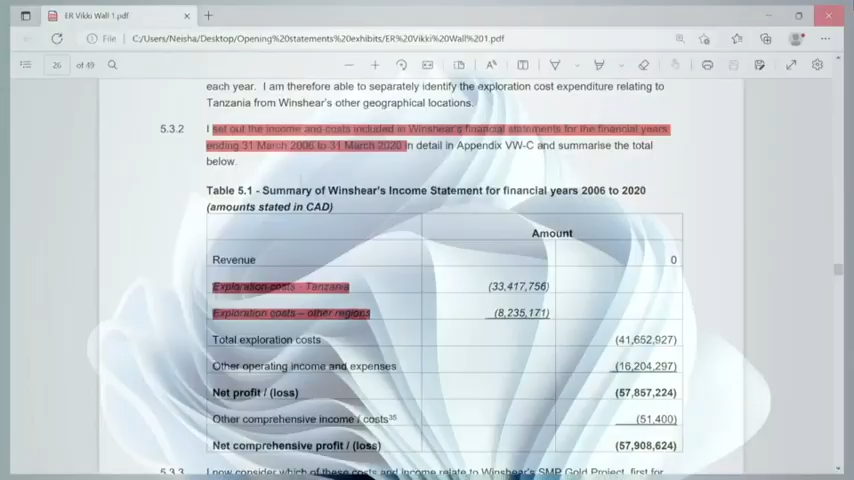 ER Vikki Wall 1.pdf
File
C:/Users/Neisha/Desktop/Opening%20statements%20exhibits/ER%20Vikki%20Wall%201.pdf
26 of 49
each year. I am therefore able to separately identify the exploration cost expenditure relating to
Tanzania from Winshear's other geographical locations.
5.3.2 I set out the income and costs included in Winshear's financial statements for the financial years
ending 31 March 2006 to 31 March 2020 in detail in Appendix VW-C and summarise the total
below.
Table 5.1 - Summary of Winshear's Income Statement for financial years 2006 to 2020
(amounts stated in CAD)
Amount
Revenue 0
Exploration costs - Tanzania (33,417,756)
Exploration costs – other regions (8,235,171)
Total exploration costs (41,652,927)
Other operating income and expenses (16,204,297)
Net profit / (loss) (57,857,224)
Other comprehensive income / costs35 (51,400)
Net comprehensive profit / (loss) (57,908,624)
5.3.3 I now consider which of these costs and income relate to Winshear's SMP Gold Project, first for